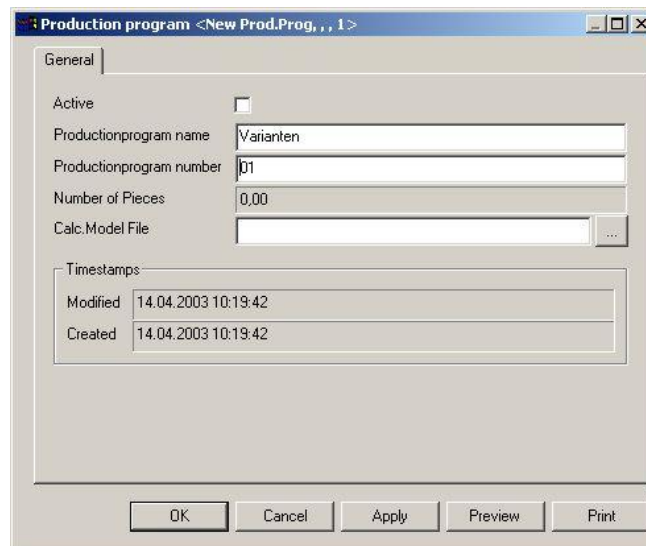 Production program <New Prod.Prog, , , 1>
General
Active
Productionprogram name Varianten
Productionprogram number 01
Number of Pieces 0,00
Calc.Model File ...
Timestamps
Modified 14.04.2003 10:19:42
Created 14.04.2003 10:19:42
OK Cancel Apply Preview Print